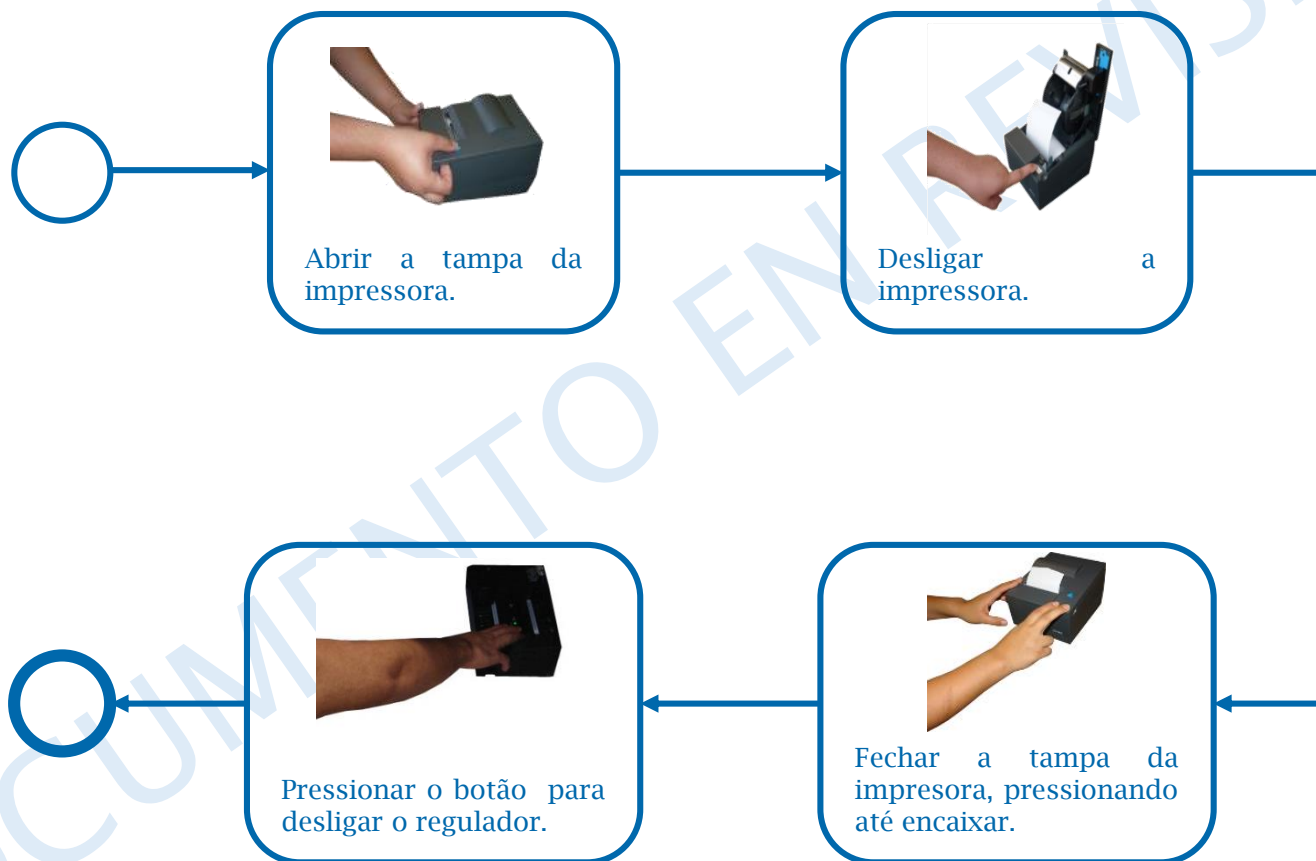 Abrir a tampa da
impressora.
Desligar a
impressora.
Pressionar o botão para
desligar o regulador.
Fechar a tampa da
impresora, pressionando
até encaixar.
CUMENTO EN REVIS